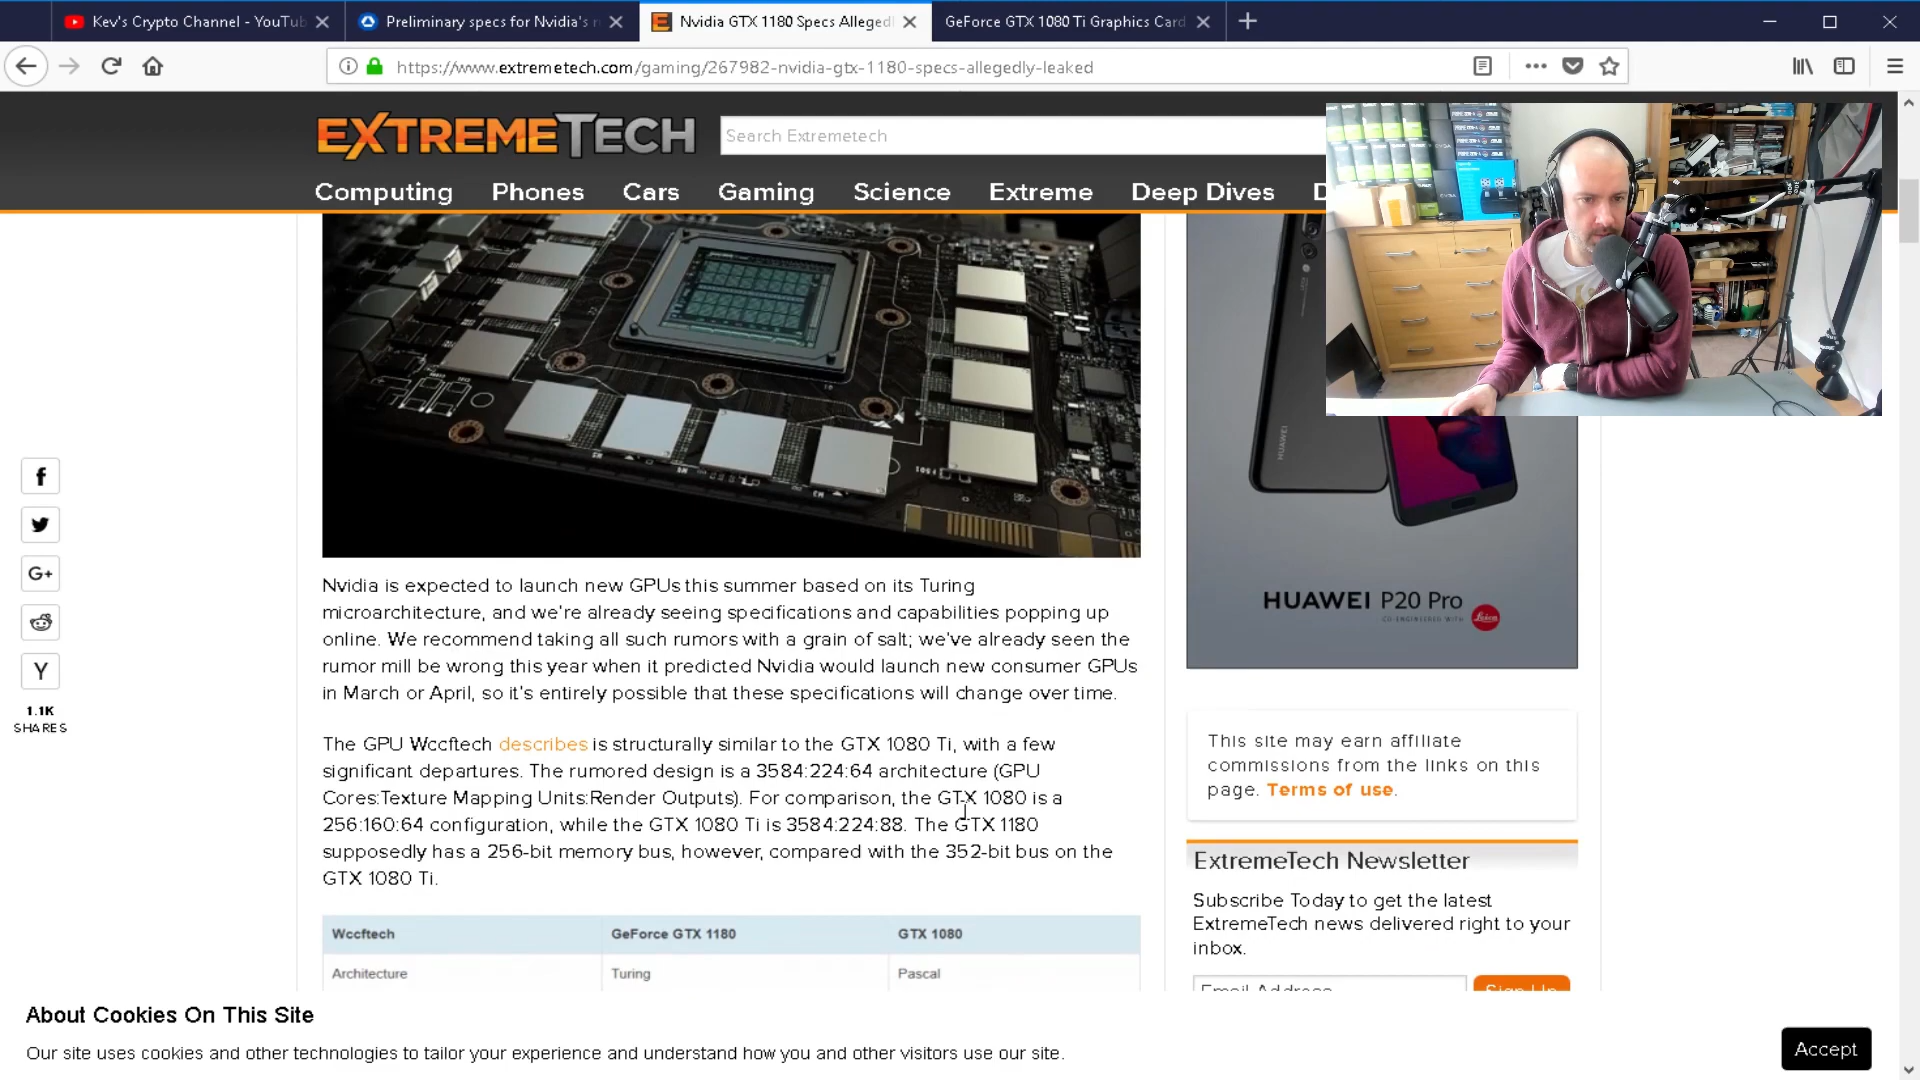 Kev's Crypto Channel - YouTub
Preliminary specs for Nvidia's n
Nvidia GTX 1180 Specs Alleged
GeForce GTX 1080 Ti Graphics Card
https://www.extremetech.com/gaming/267982-nvidia-gtx-1180-specs-allegedly-leaked
EXTREMETECH
Search Extremetech
Computing Phones Cars Gaming Science Extreme Deep Dives D
f
G+
Y
1.1K
SHARES
HUAWEI
HUAWEI P20 Pro
CO-ENGINEERED WITH
Leica
Nvidia is expected to launch new GPUs this summer based on its Turing
microarchitecture, and we're already seeing specifications and capabilities popping up
online. We recommend taking all such rumors with a grain of salt; we've already seen the
rumor mill be wrong this year when it predicted Nvidia would launch new consumer GPUs
in March or April, so it's entirely possible that these specifications will change over time.
The GPU Wccftech describes is structurally similar to the GTX 1080 Ti, with a few
significant departures. The rumored design is a 3584:224:64 architecture (GPU
Cores:Texture Mapping Units:Render Outputs). For comparison, the GTX 1080 is a
256:160:64 configuration, while the GTX 1080 Ti is 3584:224:88. The GTX 1180
supposedly has a 256-bit memory bus, however, compared with the 352-bit bus on the
GTX 1080 Ti.
Wccftech GeForce GTX 1180 GTX 1080
Architecture Turing Pascal
This site may earn affiliate
commissions from the links on this
page. Terms of use.
ExtremeTech Newsletter
Subscribe Today to get the latest
ExtremeTech news delivered right to your
inbox.
Email Address
Sign Up
About Cookies On This Site
Our site uses cookies and other technologies to tailor your experience and understand how you and other visitors use our site.
Accept